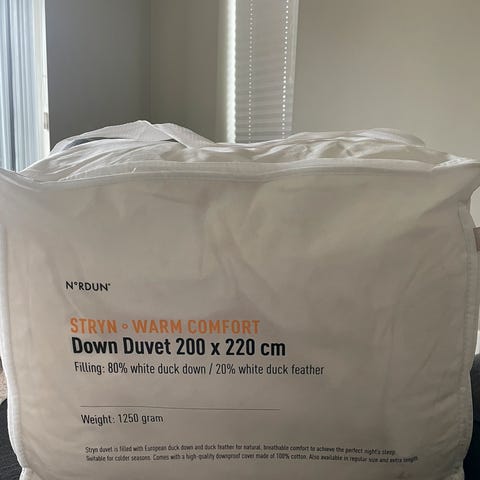 N°RDUN®
STRYN • WARM COMFORT
Down Duvet 200 x 220 cm
Filling: 80% white duck down / 20% white duck feather
Weight: 1250 gram
Stryn duvet is filled with European duck down and duck feather for natural, breathable comfort to achieve the perfect night's sleep.
Suitable for colder seasons. Comes with a high-quality downproof cover made of 100% cotton. Also available in regular size and extra length.